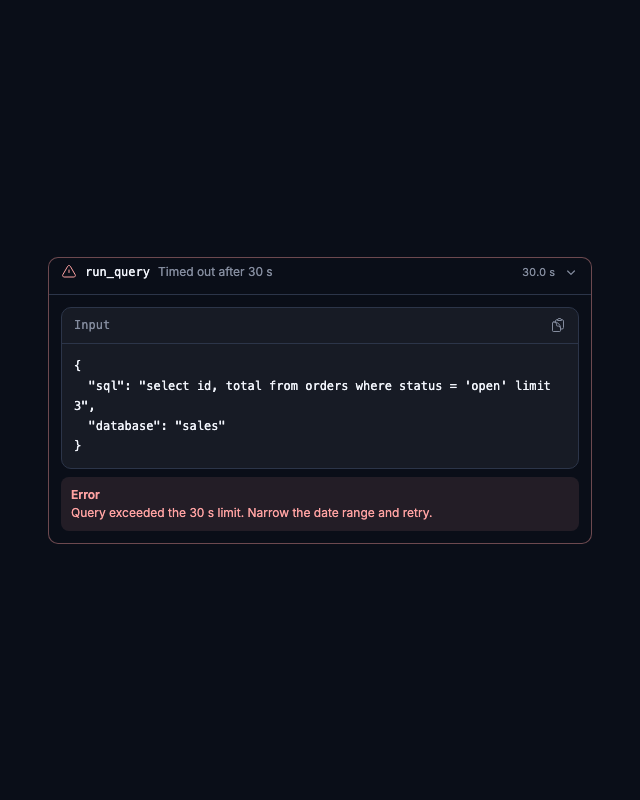 run_query Timed out after 30 s 30.0 s
Input
{
  "sql": "select id, total from orders where status = 'open' limit
3",
  "database": "sales"
}
Error
Query exceeded the 30 s limit. Narrow the date range and retry.